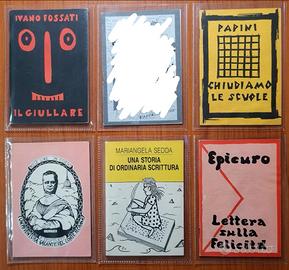 IVANO FOSSATI
IL GIULLARE
PAPINI
CHIUDIAMO
LE SCUOLE
MARIANGELA SEDDA
UNA STORIA
DI ORDINARIA SCRITTURA
Epicuro
Lettera
sulla
Felicità